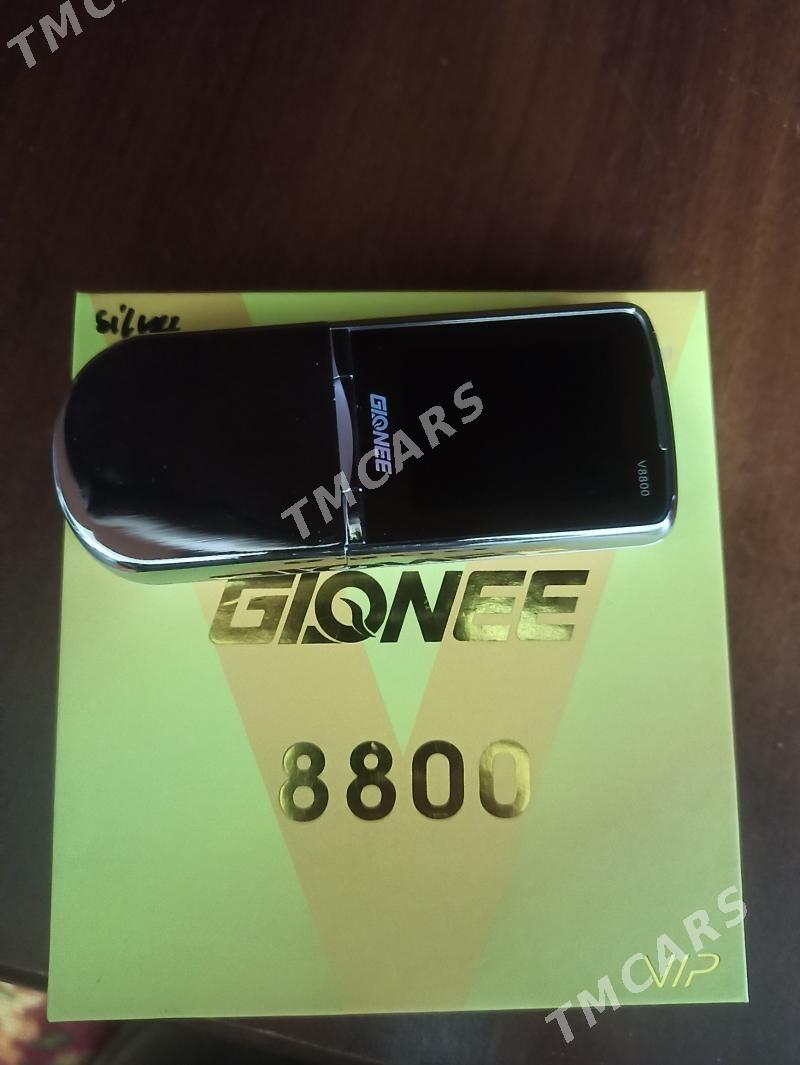 TMCARS
Silver
GIONEE
V8800
TMCARS
GIONEE
8800
VIP
TMCARS